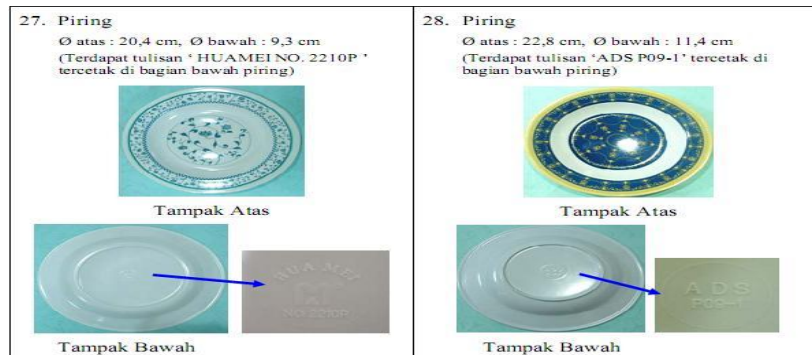 27. Piring
Ø atas : 20,4 cm, Ø bawah : 9,3 cm
(Terdapat tulisan ‘ HUAMEI NO. 2210P ’
tercetak di bagian bawah piring)
Tampak Atas
HUA MEI
NO.2210P
Tampak Bawah
28. Piring
Ø atas : 22,8 cm, Ø bawah : 11,4 cm
(Terdapat tulisan ‘ADS P09-1’ tercetak di
bagian bawah piring)
Tampak Atas
ADS
P09-1
Tampak Bawah